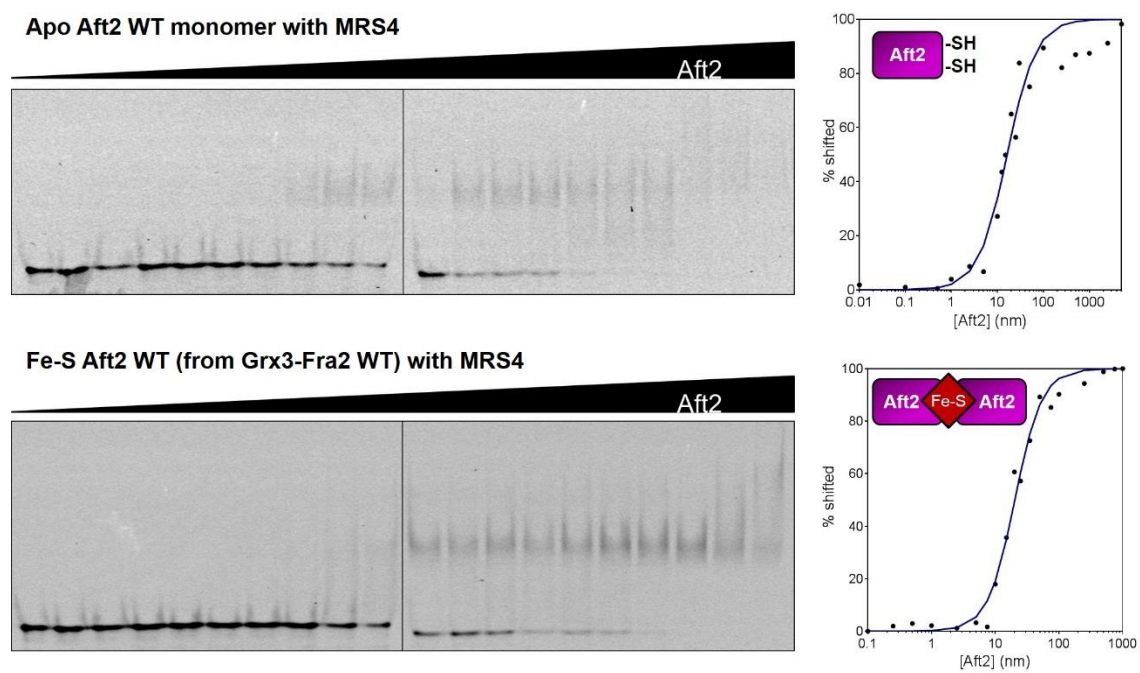 Apo Aft2 WT monomer with MRS4
Aft2
Aft2
-SH
-SH
100
80
60
40
20
0
% shifted
0.01
0.1
1
10
100
1000
[Aft2] (nm)
Fe-S Aft2 WT (from Grx3-Fra2 WT) with MRS4
Aft2
Aft2 Fe-S Aft2
100
80
60
40
20
0
% shifted
0.1
1
10
100
1000
[Aft2] (nm)